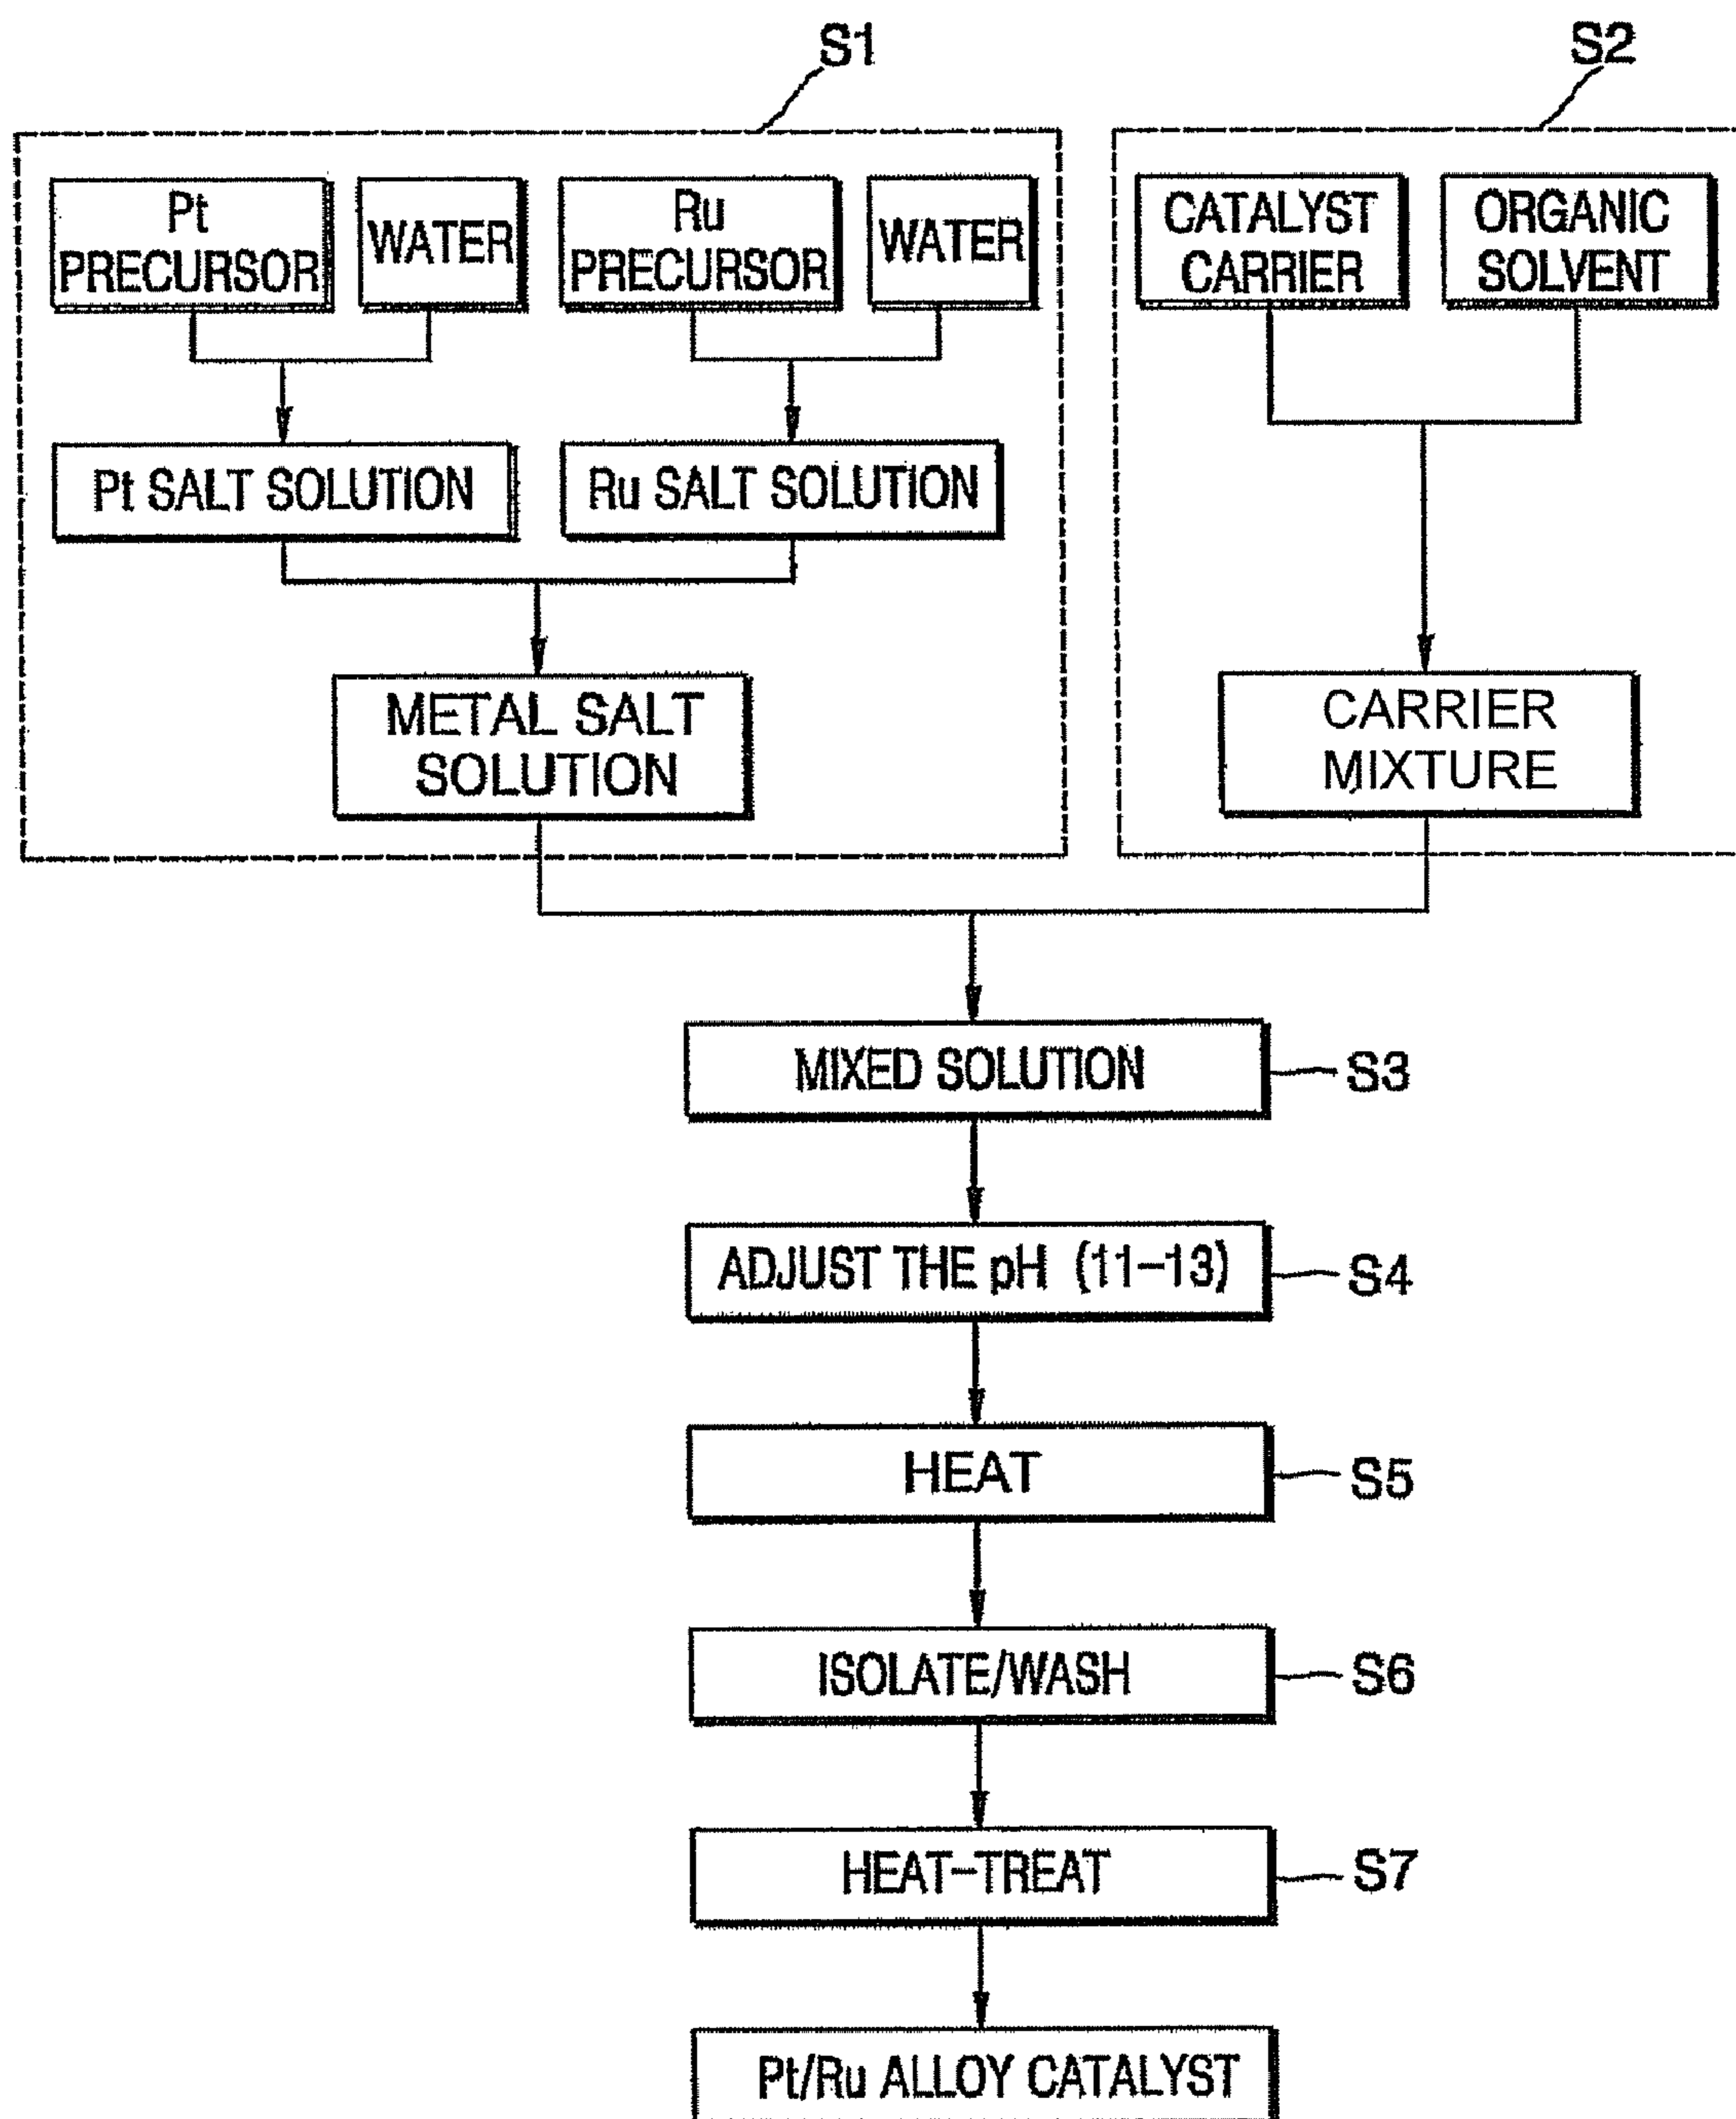 S1
S2
Pt
PRECURSOR
WATER
Ru
PRECURSOR
WATER
CATALYST
CARRIER
ORGANIC
SOLVENT
Pt SALT SOLUTION
Ru SALT SOLUTION
METAL SALT
SOLUTION
CARRIER
MIXTURE
MIXED SOLUTION
S3
ADJUST THE pH (11-13)
S4
HEAT
S5
ISOLATE/WASH
S6
HEAT-TREAT
S7
Pt/Ru ALLOY CATALYST